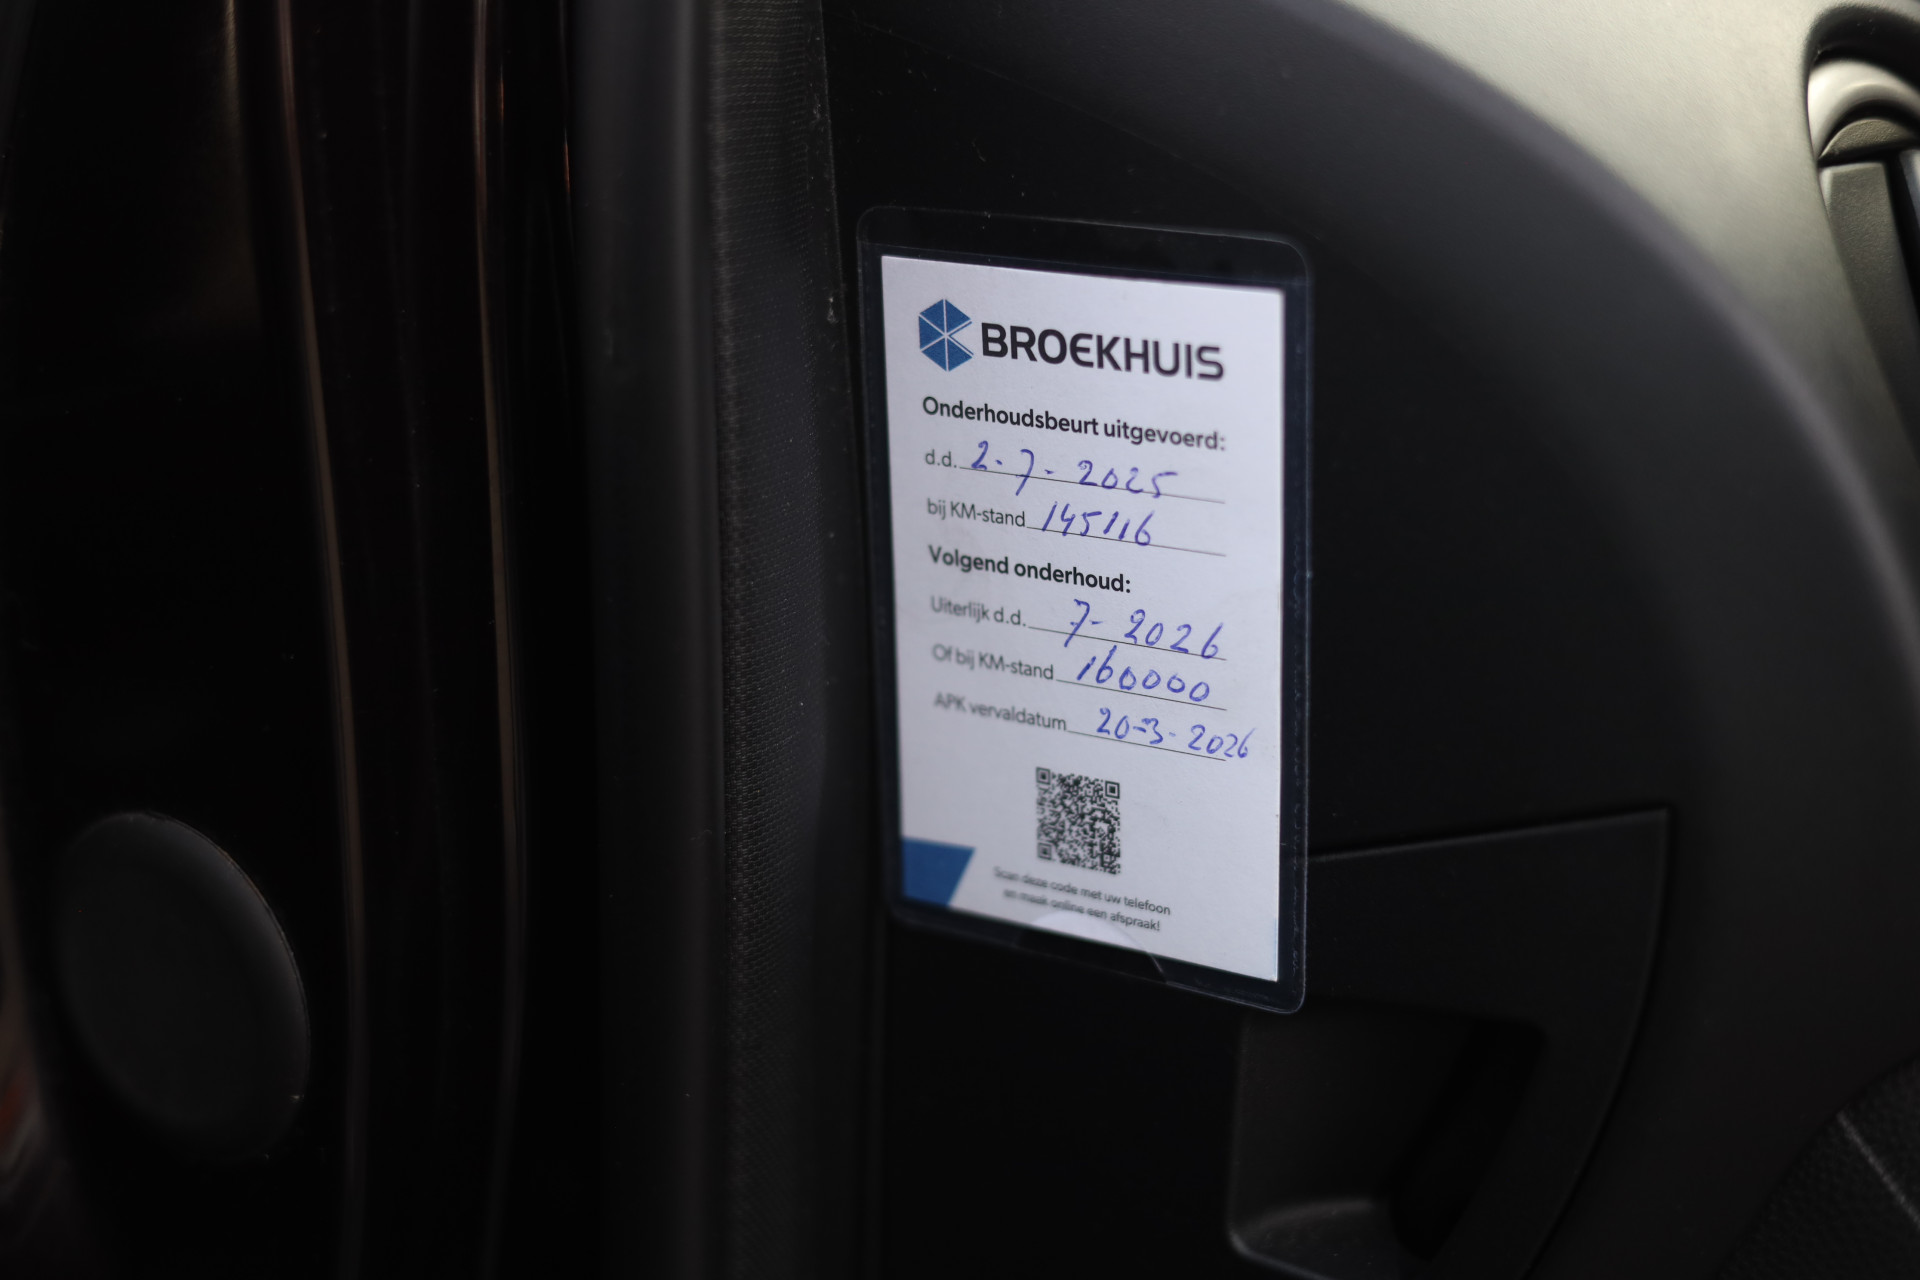 BROEKHUIS
Onderhoudsbeurt uitgevoerd:
d.d. 2-7-2025
bij KM-stand 145116
Volgend onderhoud:
Uiterlijk d.d. 7-2026
Of bij KM-stand 160000
APK vervaldatum 20-3-2026
Scan deze code met uw telefoon
en maak online een afspraak!